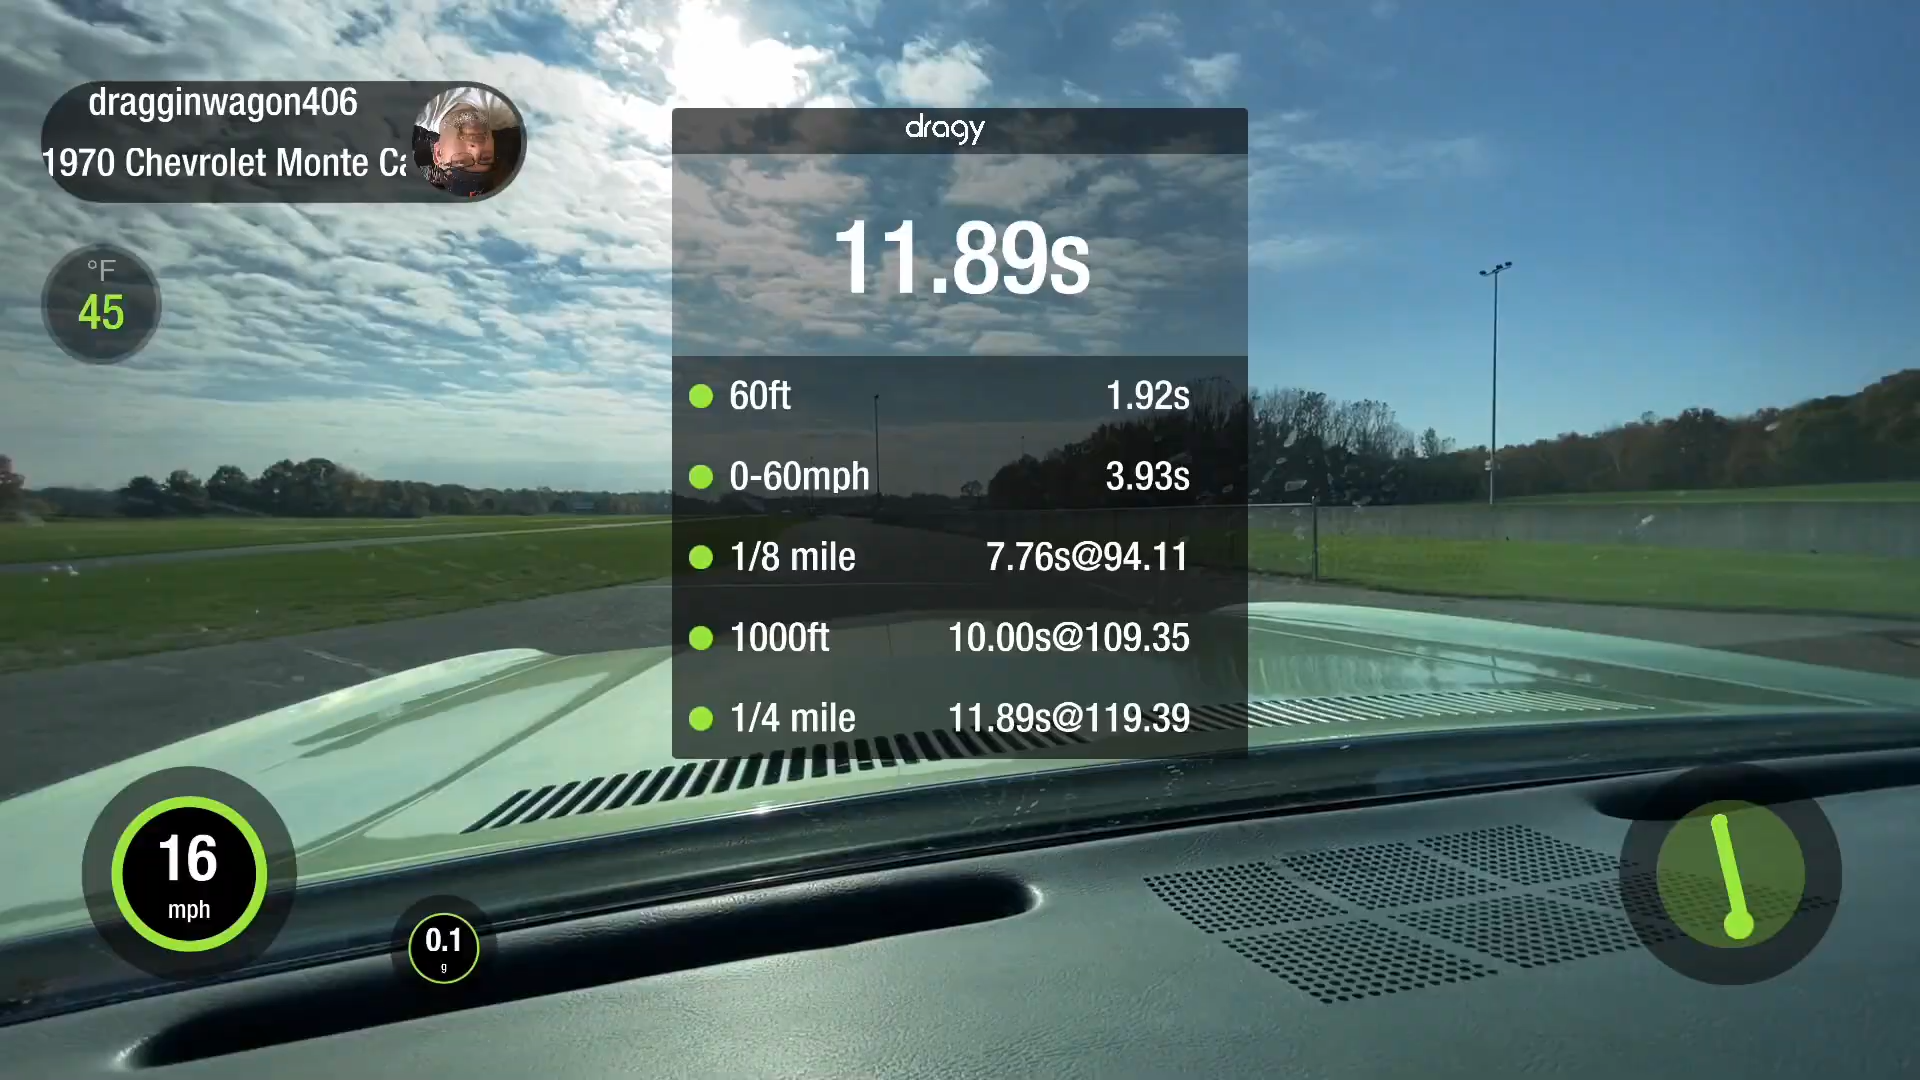 dragginwagon406
1970 Chevrolet Monte Ca
°F
45
dragy
11.89s
60ft 1.92s
0-60mph 3.93s
1/8 mile 7.76s@94.11
1000ft 10.00s@109.35
1/4 mile 11.89s@119.39
16
mph
0.1
g